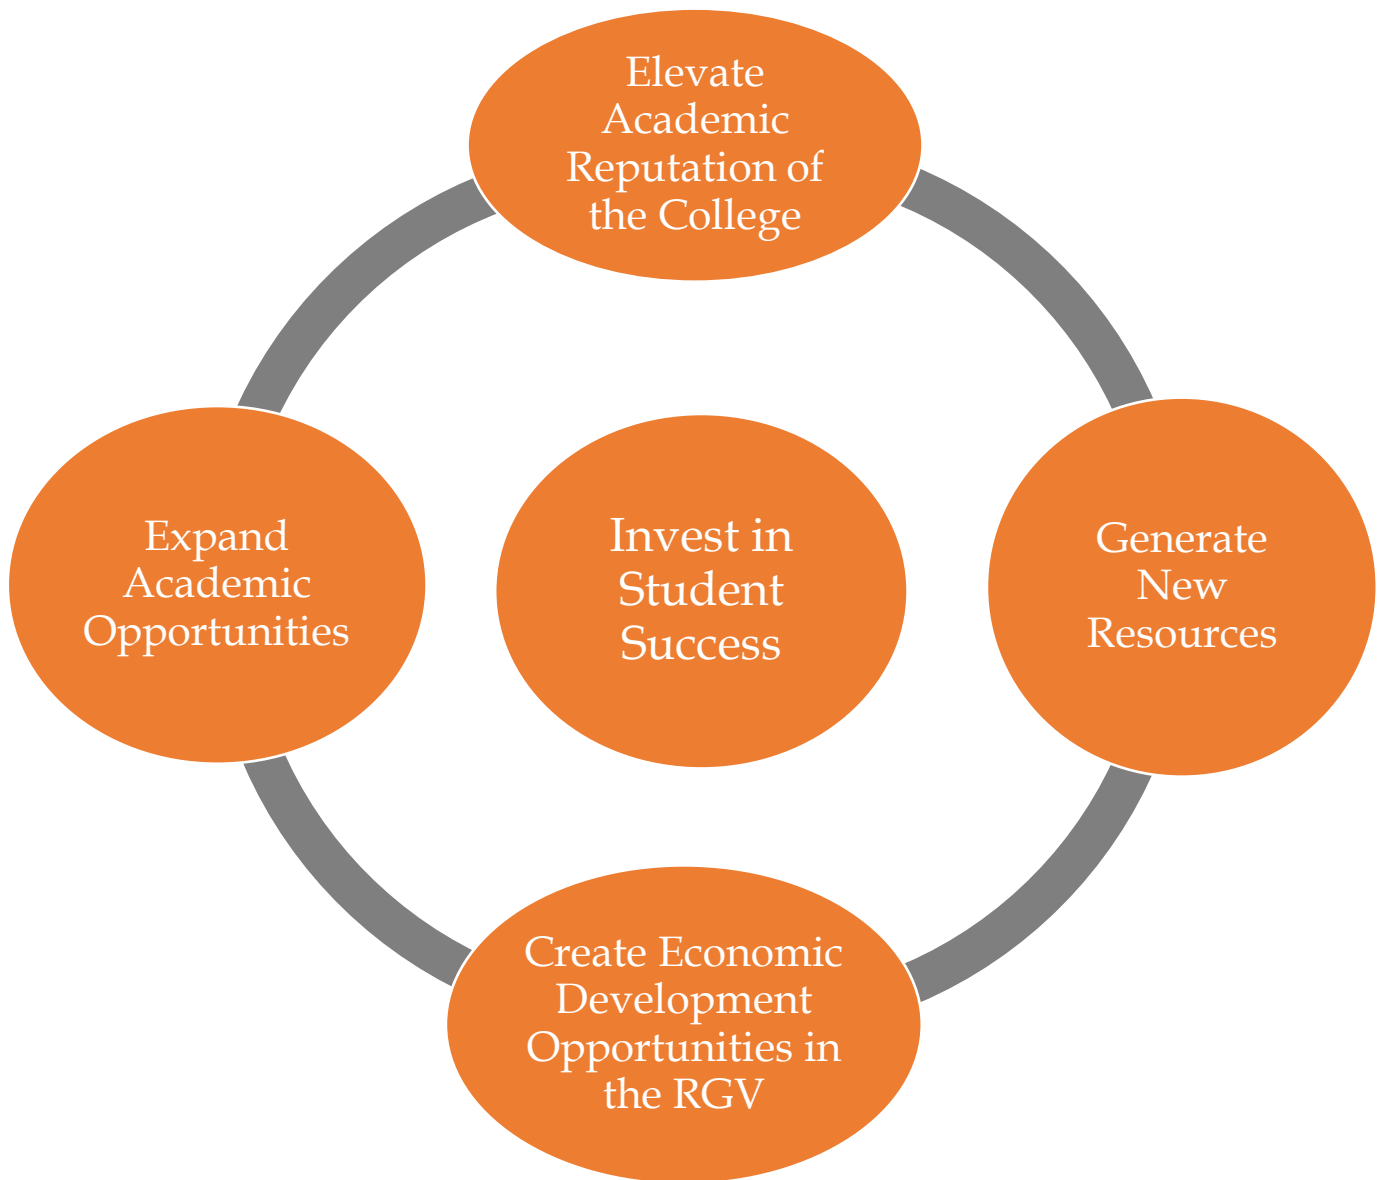 Elevate
Academic
Reputation of
the College
Expand
Academic
Opportunities
Invest in
Student
Success
Generate
New
Resources
Create Economic
Development
Opportunities in
the RGV